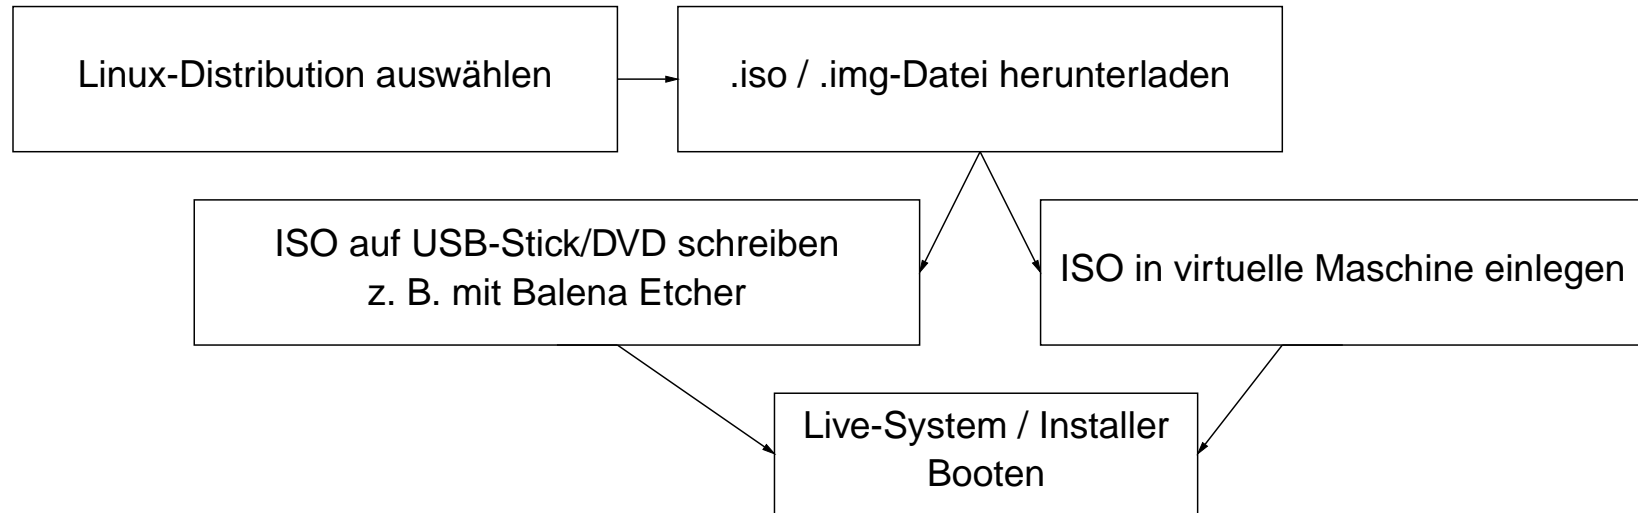 Linux-Distribution auswählen
.iso / .img-Datei herunterladen
ISO auf USB-Stick/DVD schreiben
z. B. mit Balena Etcher
ISO in virtuelle Maschine einlegen
Live-System / Installer
Booten